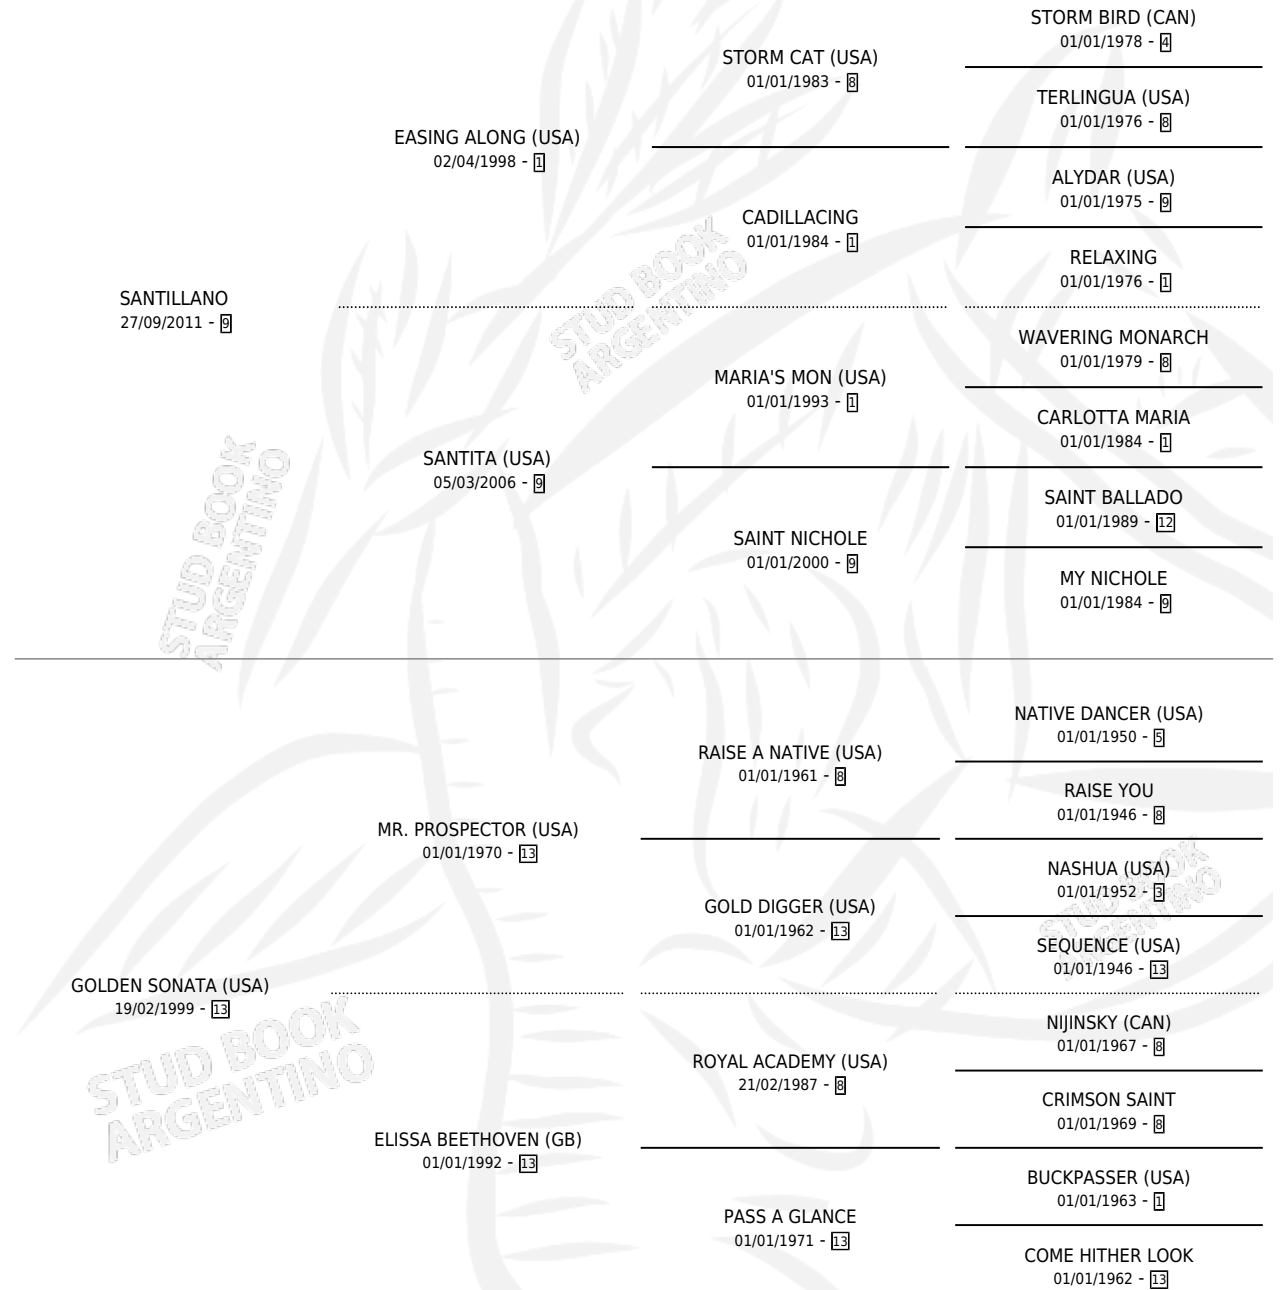 STORM BIRD (CAN)
01/01/1978 - 4
STORM CAT (USA)
01/01/1983 - 8
TERLINGUA (USA)
01/01/1976 - 8
EASING ALONG (USA)
02/04/1998 - 1
ALYDAR (USA)
01/01/1975 - 9
CADILLACING
01/01/1984 - 1
RELAXING
01/01/1976 - 1
SANTILLANO
27/09/2011 - 9
WAVERING MONARCH
01/01/1979 - 8
MARIA'S MON (USA)
01/01/1993 - 1
CARLOTTA MARIA
01/01/1984 - 1
SANTITA (USA)
05/03/2006 - 9
SAINT BALLADO
01/01/1989 - 12
SAINT NICHOLE
01/01/2000 - 9
MY NICHOLE
01/01/1984 - 9
STUD BOOK
ARGENTINO
STUD BOOK
ARGENTINO
NATIVE DANCER (USA)
01/01/1950 - 5
RAISE A NATIVE (USA)
01/01/1961 - 8
RAISE YOU
01/01/1946 - 8
MR. PROSPECTOR (USA)
01/01/1970 - 13
NASHUA (USA)
01/01/1952 - 3
GOLD DIGGER (USA)
01/01/1962 - 13
SEQUENCE (USA)
01/01/1946 - 13
GOLDEN SONATA (USA)
19/02/1999 - 13
NIJINSKY (CAN)
01/01/1967 - 8
ROYAL ACADEMY (USA)
21/02/1987 - 8
CRIMSON SAINT
01/01/1969 - 8
ELISSA BEETHOVEN (GB)
01/01/1992 - 13
BUCKPASSER (USA)
01/01/1963 - 1
PASS A GLANCE
01/01/1971 - 13
COME HITHER LOOK
01/01/1962 - 13
STUD BOOK
ARGENTINO
STUD BOOK
ARGENTINO